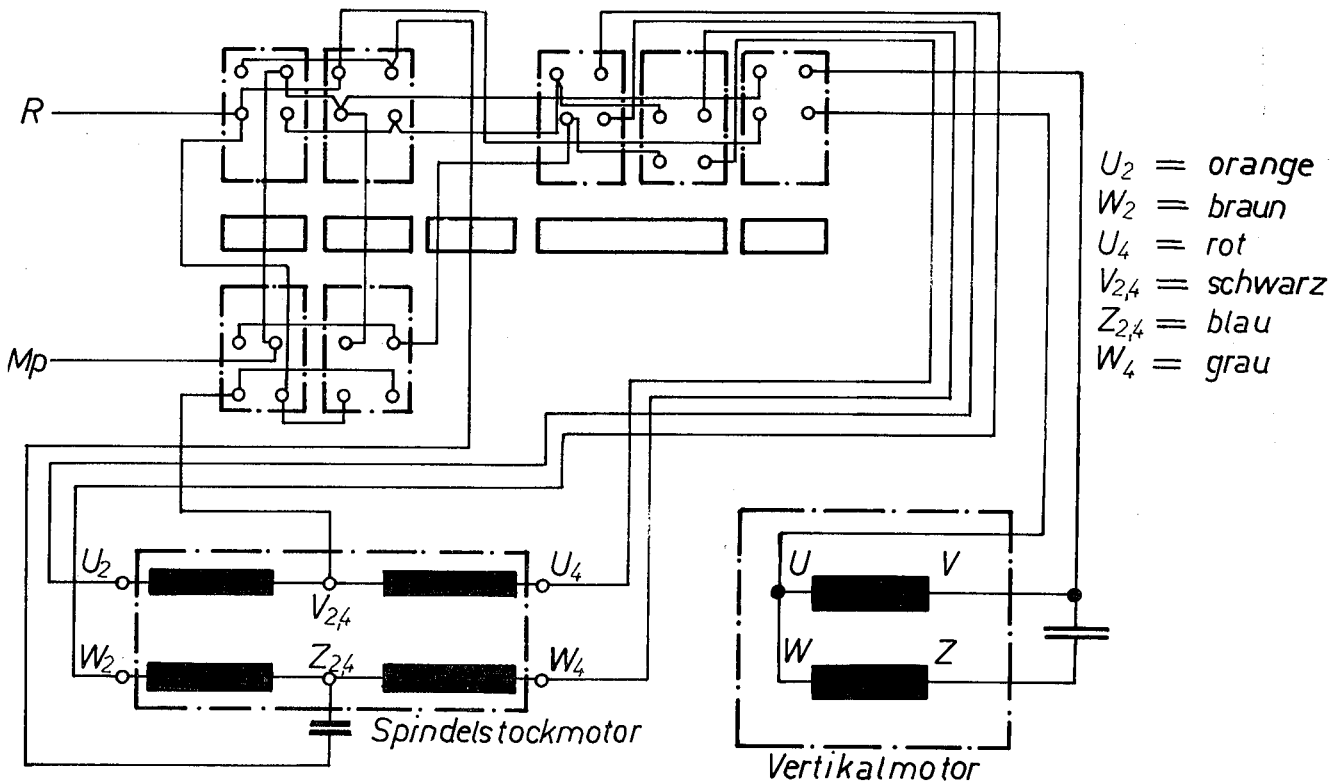 R
Mp
U2 = orange
W2 = braun
U4 = rot
V2,4 = schwarz
Z2,4 = blau
W4 = grau
U2
V2,4
U4
W2
Z2,4
W4
Spindelstockmotor
U
V
W
Z
Vertikalmotor